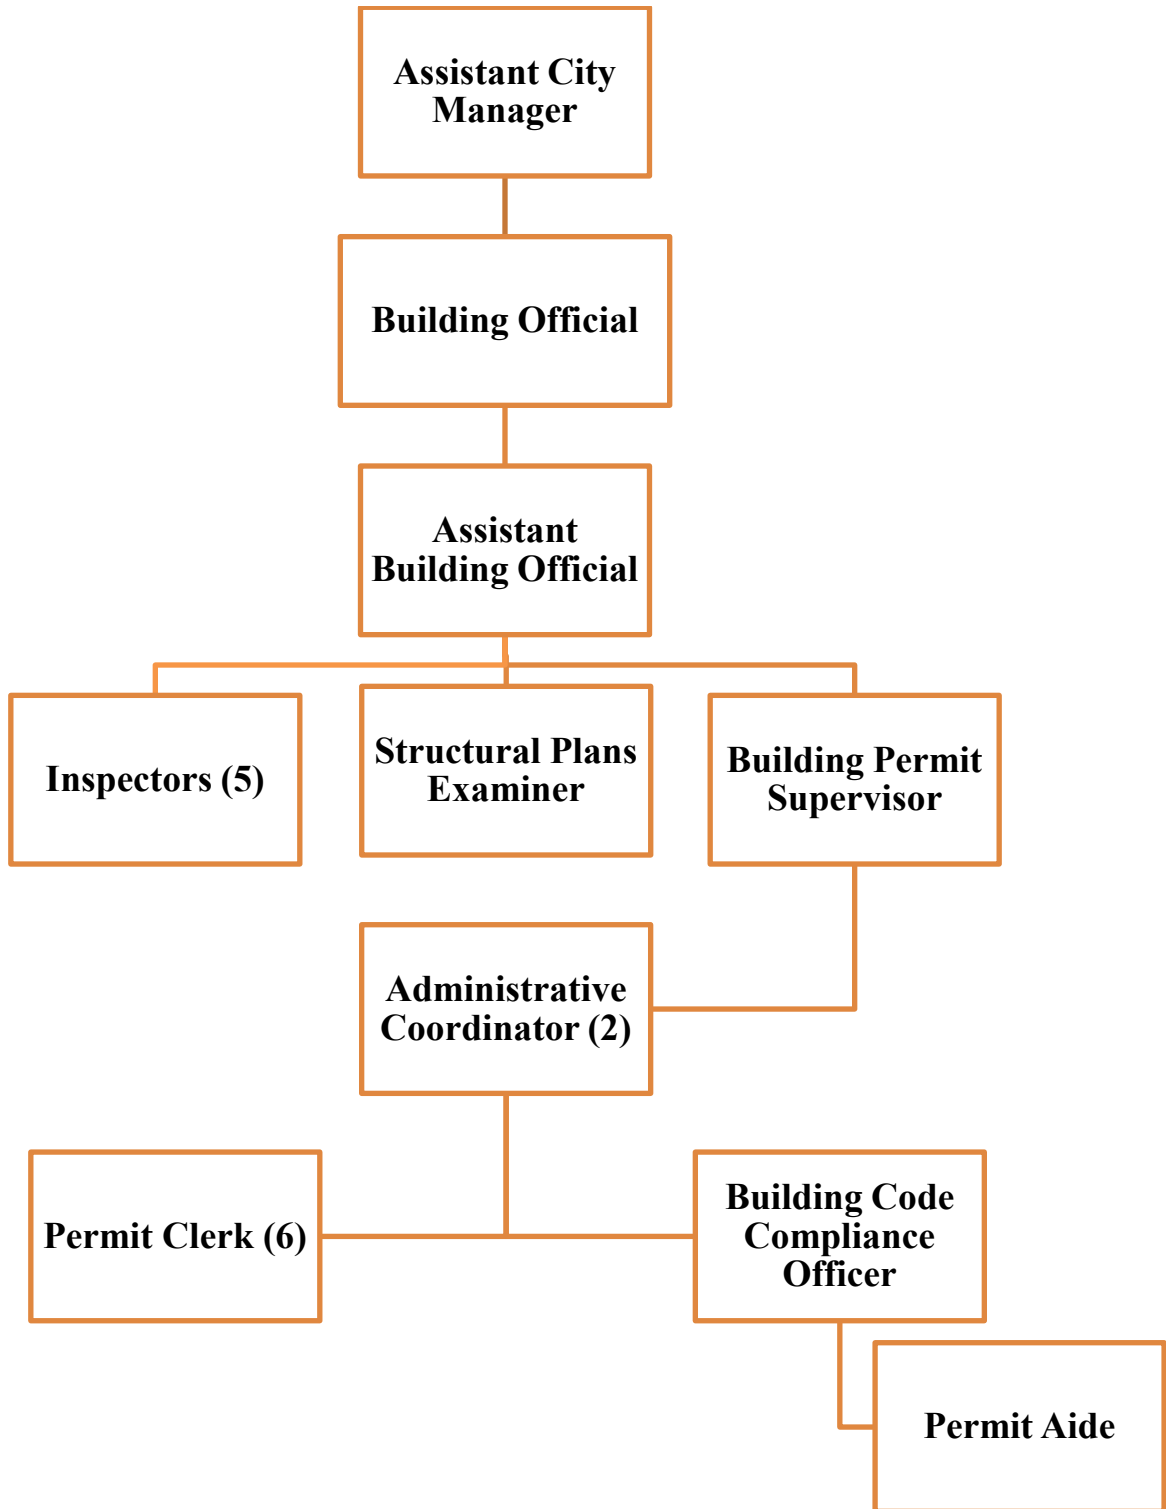 Assistant City
Manager
Building Official
Assistant
Building Official
Inspectors (5)
Structural Plans
Examiner
Building Permit
Supervisor
Administrative
Coordinator (2)
Permit Clerk (6)
Building Code
Compliance
Officer
Permit Aide